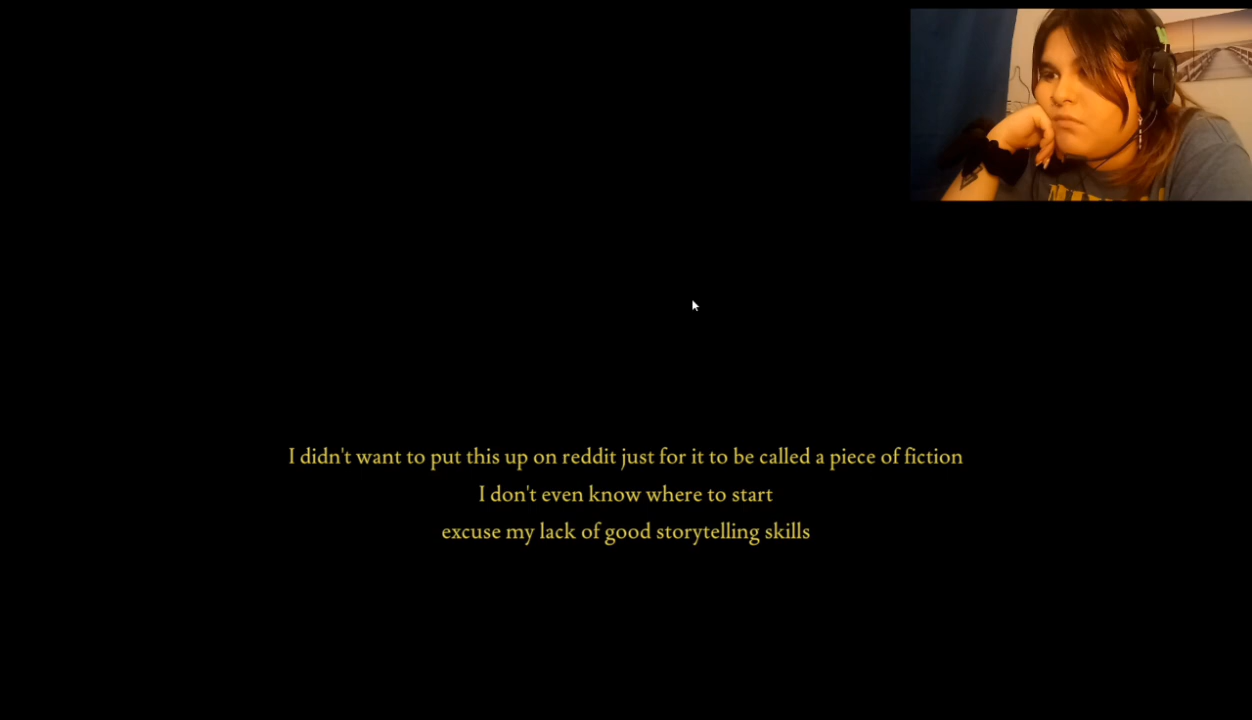 I didn't want to put this up on reddit just for it to be called a piece of fiction
I don't even know where to start
excuse my lack of good storytelling skills